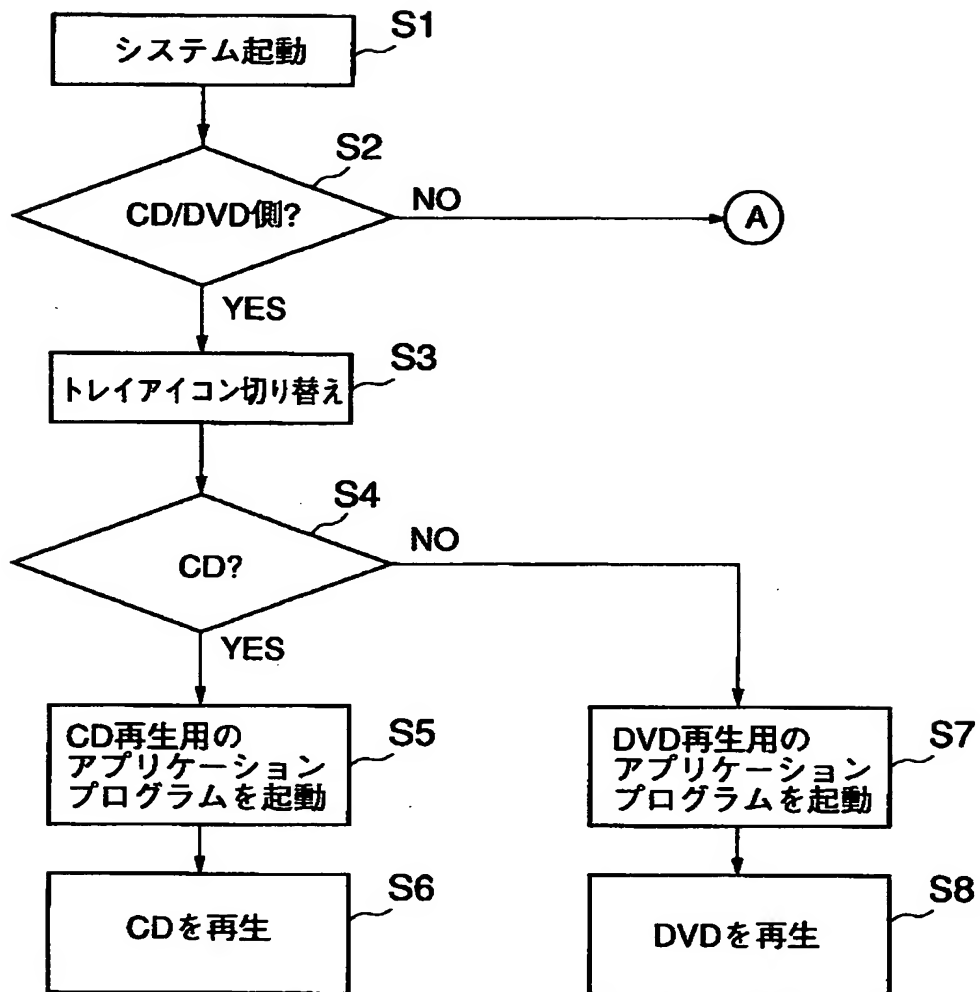 S1
システム起動
S2
CD/DVD側?
NO
A
YES
S3
トレイアイコン切り替え
S4
CD?
NO
YES
S5
CD再生用の
アプリケーション
プログラムを起動
S7
DVD再生用の
アプリケーション
プログラムを起動
S6
CDを再生
S8
DVDを再生